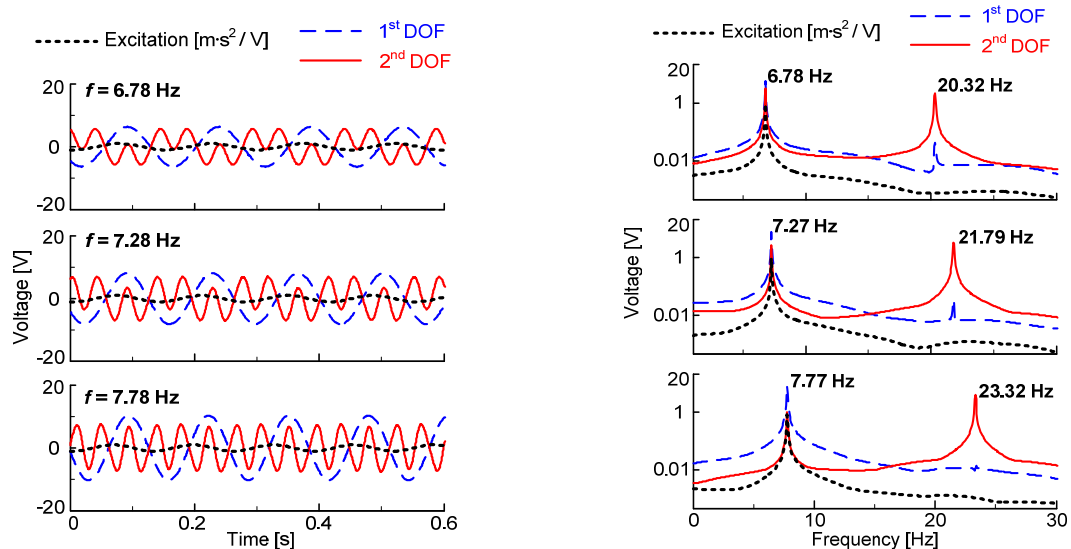 Excitation [m·s² / V]
1ˢᵗ DOF
2ⁿᵈ DOF
Voltage [V]
20
f = 6.78 Hz
0
-20
20
f = 7.28 Hz
0
-20
20
f = 7.78 Hz
0
-20
0 0.2 0.4 0.6
Time [s]
Excitation [m·s² / V]
1ˢᵗ DOF
2ⁿᵈ DOF
Voltage [V]
20
6.78 Hz
20.32 Hz
1
0.01
20
7.27 Hz
21.79 Hz
1
0.01
20
7.77 Hz
23.32 Hz
1
0.01
0 10 20 30
Frequency [Hz]